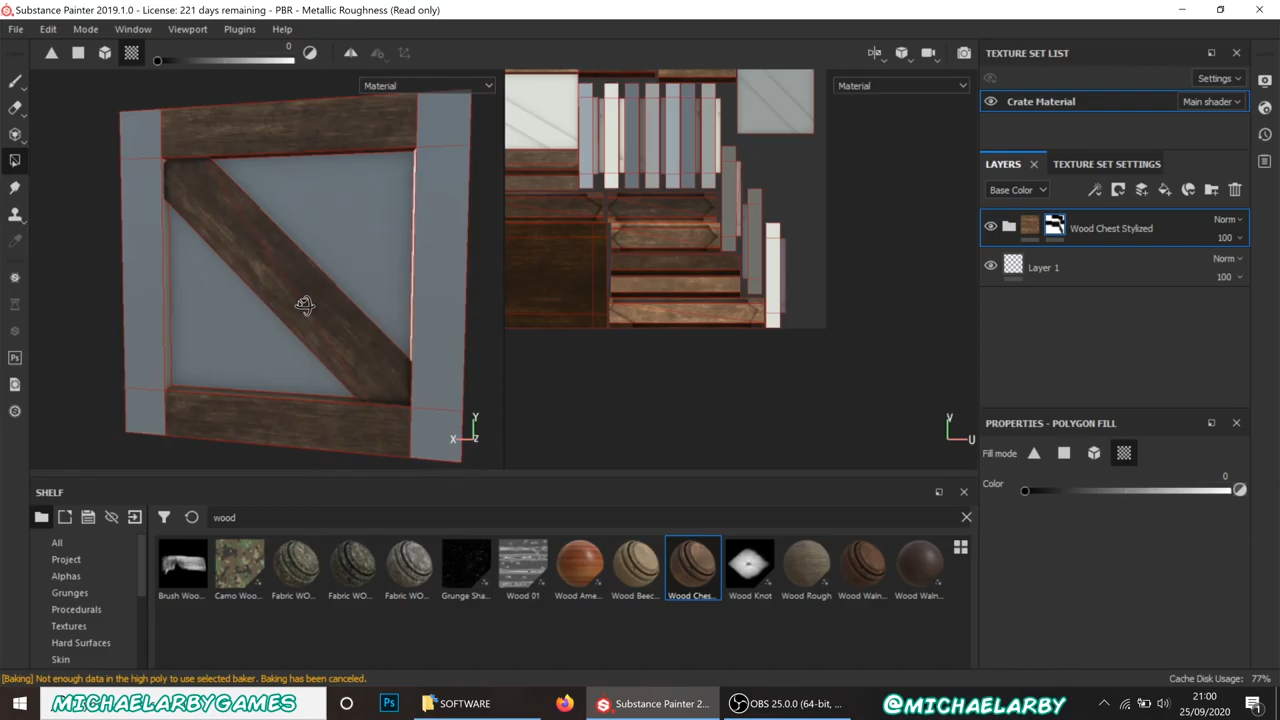 Substance Painter 2019.1.0 - License: 221 days remaining - PBR - Metallic Roughness (Read only)
File Edit Mode Window Viewport Plugins Help
0
Material
Material
Y
X Z
V
U
TEXTURE SET LIST
Settings
Crate Material Main shader
LAYERS TEXTURE SET SETTINGS
Base Color
Wood Chest Stylized Norm
100
Layer 1 Norm
100
PROPERTIES - POLYGON FILL
Fill mode
0
Color
SHELF
wood
All
Project
Alphas
Grunges
Procedurals
Textures
Hard Surfaces
Skin
Brush Woo... Camo Woo... Fabric WO... Fabric WO... Fabric WO... Grunge Sha... Wood 01 Wood Ame... Wood Beec... Wood Ches... Wood Knot Wood Rough Wood Waln... Wood Waln...
[Baking] Not enough data in the high poly to use selected baker. Baking has been canceled. Cache Disk Usage: 77%
MICHAELARBYGAMES Ps SOFTWARE Substance Painter 2... OBS 25.0.0 (64-bit, ... @MICHAELARBY 21:00
25/09/2020
1